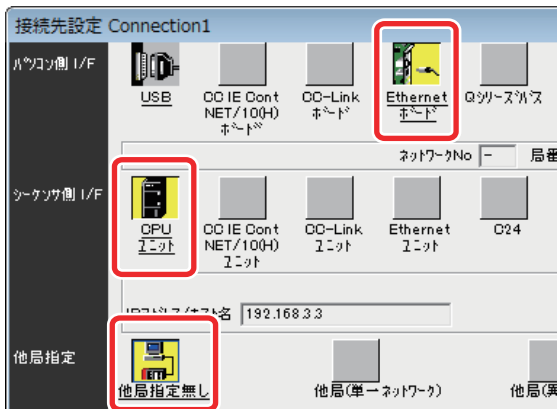 接続先設定 Connection1
パソコン側 I/F
USB
CC IE Cont NET/10(H) ボード
CC-Link ボード
Ethernet ボード
Qシリーズバス
ネットワークNo - 局番
シーケンサ側 I/F
CPU ユニット
CC IE Cont NET/10(H) ユニット
CC-Link ユニット
Ethernet ユニット
C24
IPアドレス/ホスト名 192.168.3.3
他局指定
他局指定無し
他局(単一ネットワーク)
他局(異